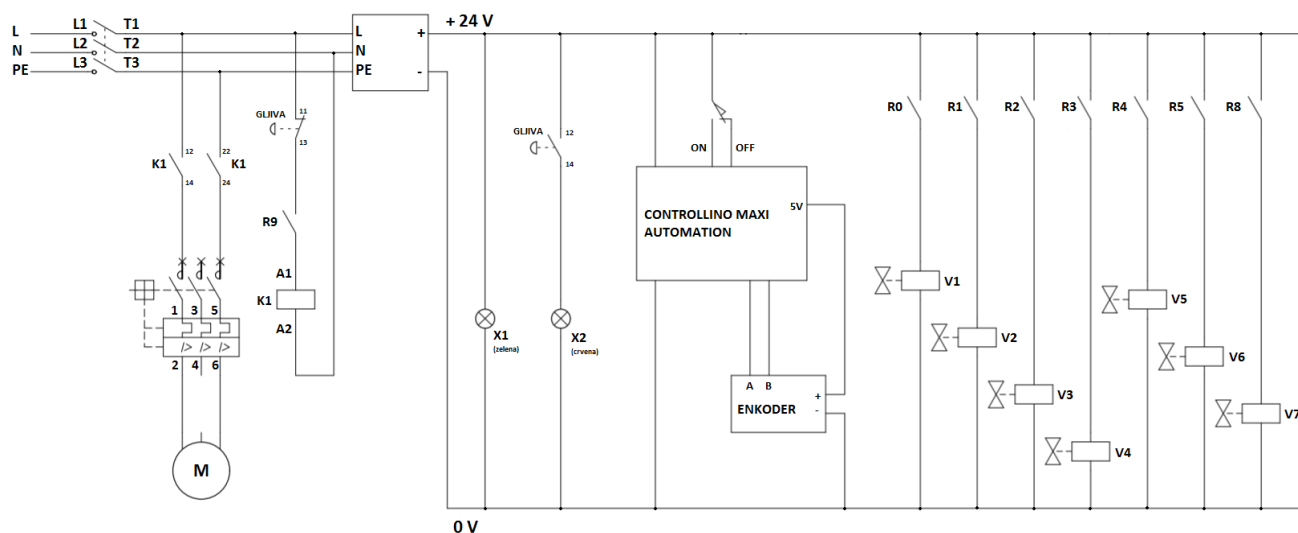 + 24 V
L L1 T1 L +
N L2 T2 N
PE L3 T3 PE -
GLJIVA
11
13
GLJIVA
12
14
K1
12
14
22
24
K1
R9
A1
K1
A2
1 3 5
2 4 6
M
X1
(zelena)
X2
(crvena)
ON OFF
CONTROLLINO MAXI
AUTOMATION
5V
A B
ENKODER
+
-
R0 R1 R2 R3 R4 R5 R8
V1
V2
V3
V4
V5
V6
V7
0 V